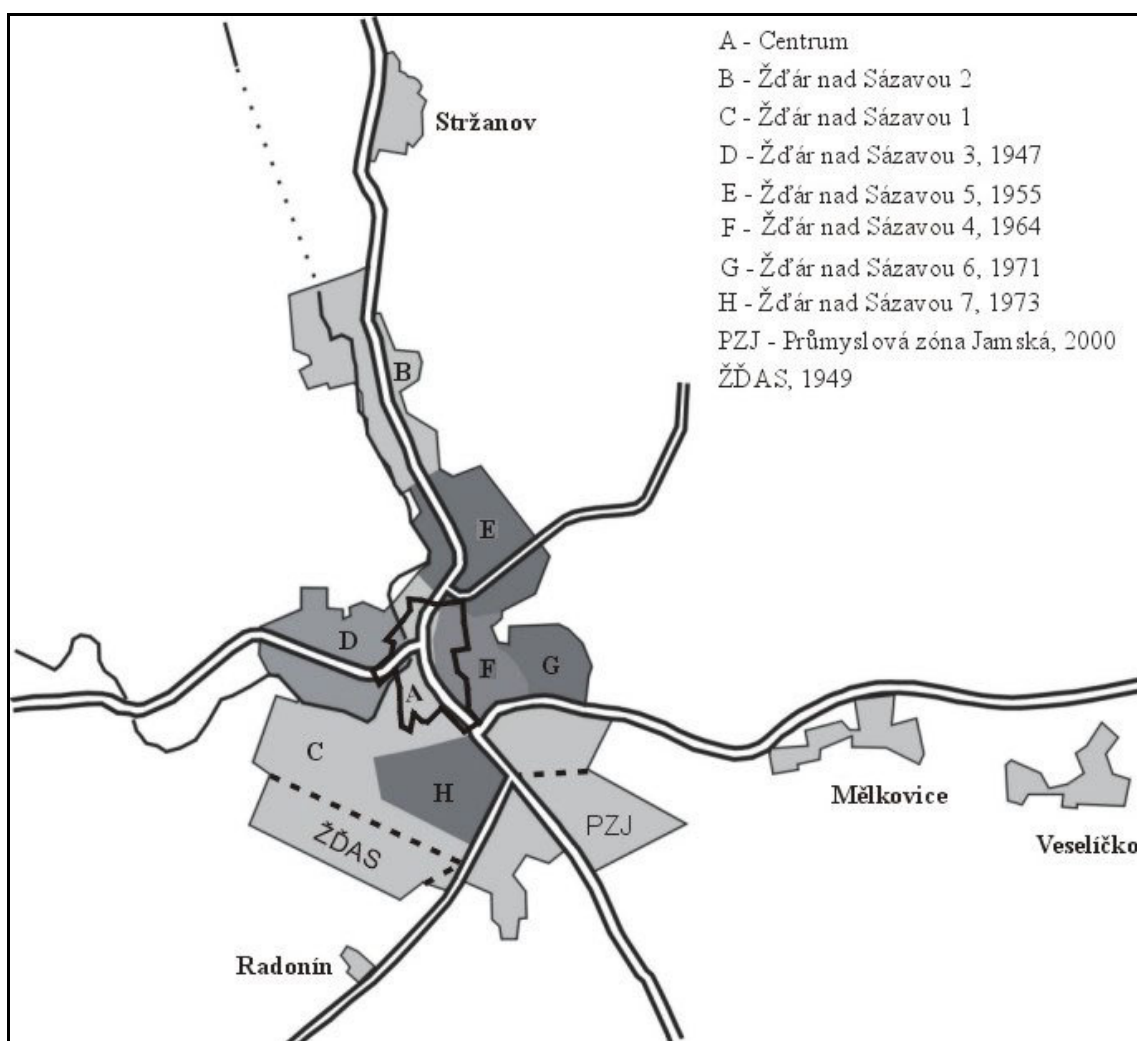 A - Centrum
B - Žďár nad Sázavou 2
C - Žďár nad Sázavou 1
D - Žďár nad Sázavou 3, 1947
E - Žďár nad Sázavou 5, 1955
F - Žďár nad Sázavou 4, 1964
G - Žďár nad Sázavou 6, 1971
H - Žďár nad Sázavou 7, 1973
PZJ - Průmyslová zóna Jamská, 2000
ŽĎAS, 1949
Stržanov
B
E
D
F
G
A
C
H
PZJ
ŽĎAS
Mělkovice
Veselíčko
Radonín